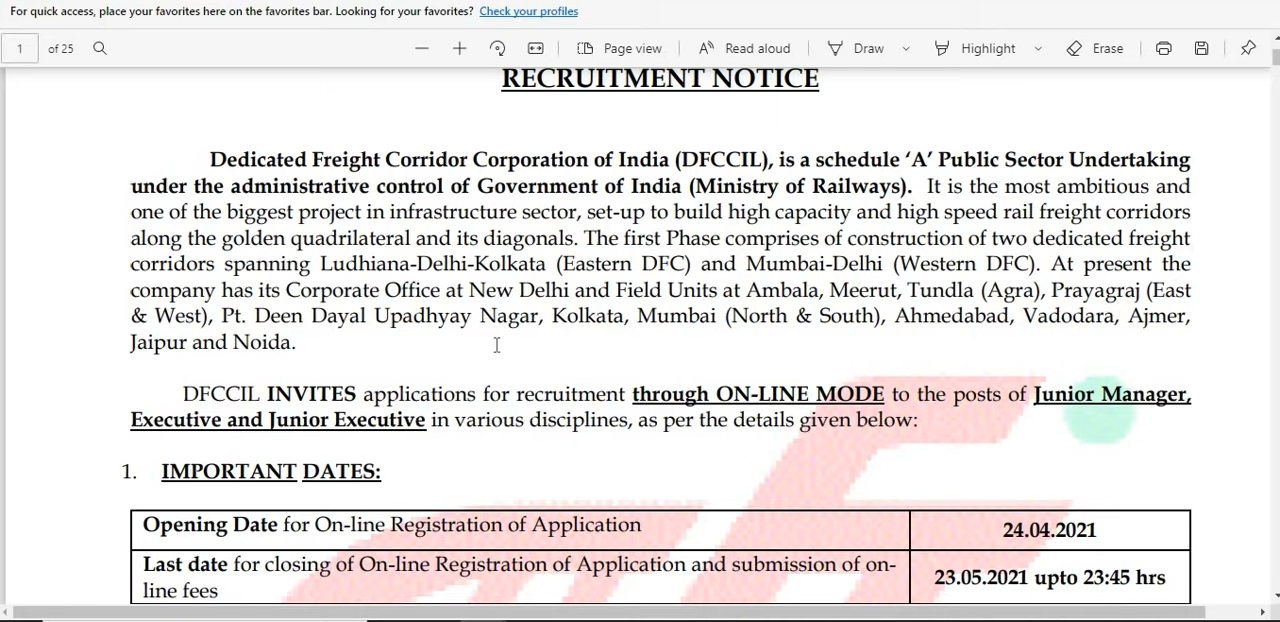 For quick access, place your favorites here on the favorites bar. Looking for your favorites? Check your profiles
1 of 25 Page view Read aloud Draw Highlight Erase
RECRUITMENT NOTICE
Dedicated Freight Corridor Corporation of India (DFCCIL), is a schedule ‘A’ Public Sector Undertaking
under the administrative control of Government of India (Ministry of Railways). It is the most ambitious and
one of the biggest project in infrastructure sector, set-up to build high capacity and high speed rail freight corridors
along the golden quadrilateral and its diagonals. The first Phase comprises of construction of two dedicated freight
corridors spanning Ludhiana-Delhi-Kolkata (Eastern DFC) and Mumbai-Delhi (Western DFC). At present the
company has its Corporate Office at New Delhi and Field Units at Ambala, Meerut, Tundla (Agra), Prayagraj (East
& West), Pt. Deen Dayal Upadhyay Nagar, Kolkata, Mumbai (North & South), Ahmedabad, Vadodara, Ajmer,
Jaipur and Noida.
DFCCIL INVITES applications for recruitment through ON-LINE MODE to the posts of Junior Manager,
Executive and Junior Executive in various disciplines, as per the details given below:
1. IMPORTANT DATES:
Opening Date for On-line Registration of Application 24.04.2021
Last date for closing of On-line Registration of Application and submission of on-
line fees 23.05.2021 upto 23:45 hrs